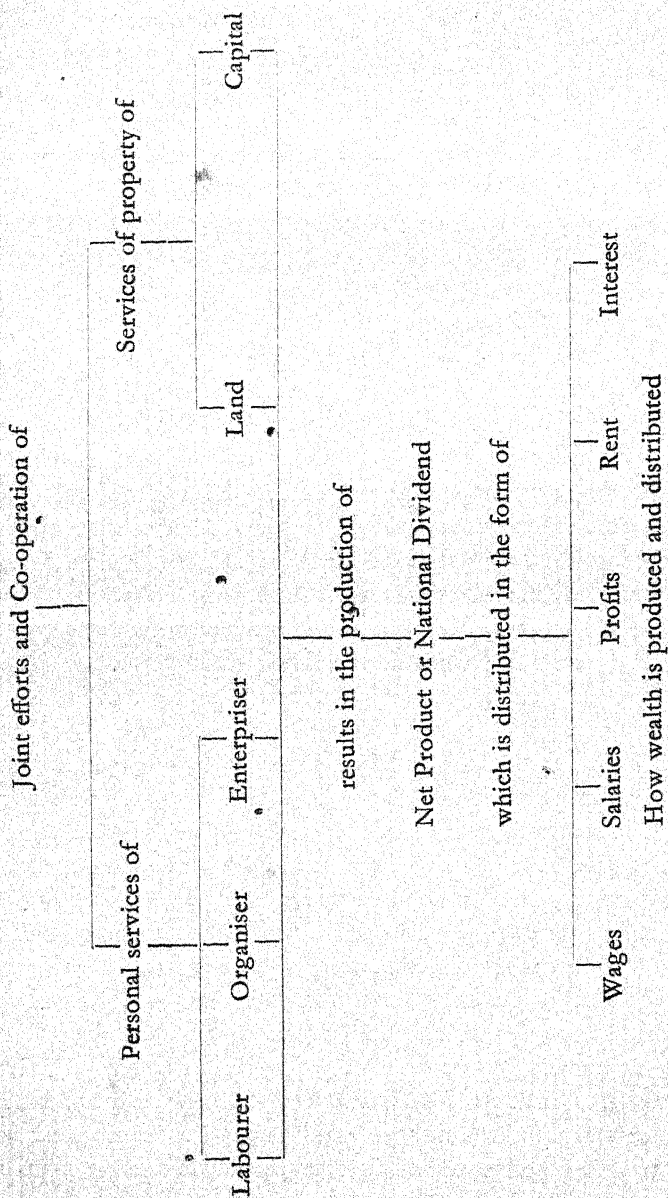 Joint efforts and Co-operation of
Personal services of Services of property of
Labourer Organiser Enterpriser Land Capital
results in the production of
Net Product or National Dividend
which is distributed in the form of
Wages Salaries Profits Rent Interest
How wealth is produced and distributed